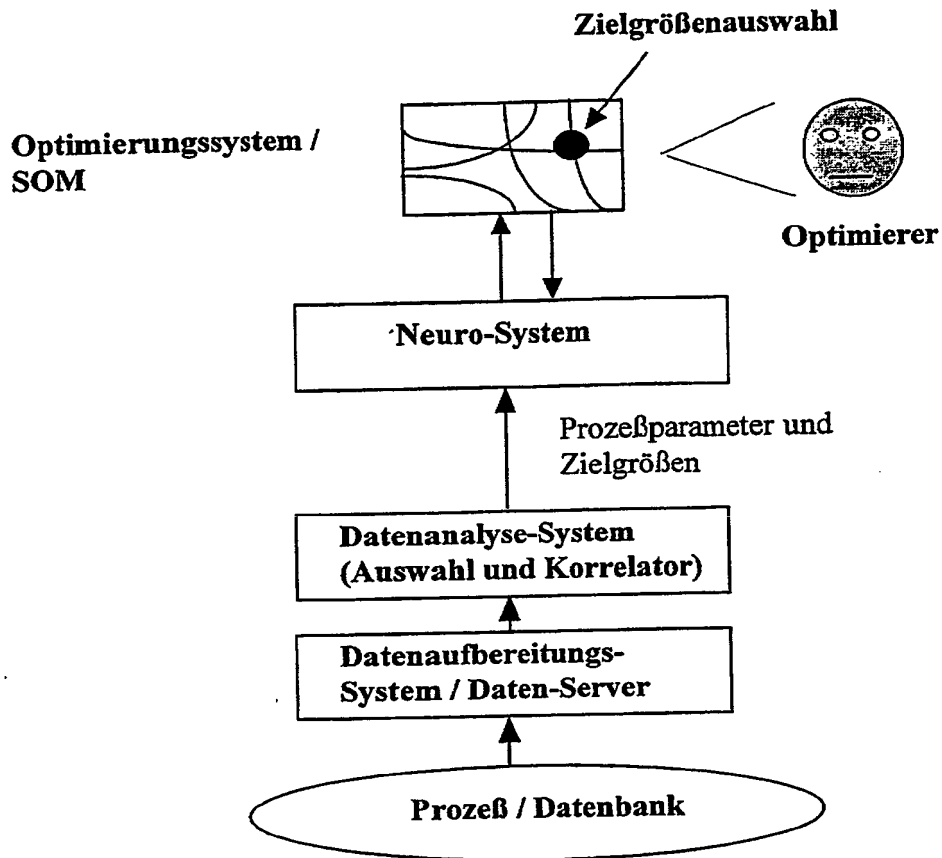 Zielgrößenauswahl
Optimierungssystem /
SOM
Optimierer
Neuro-System
Prozeßparameter und
Zielgrößen
Datenanalyse-System
(Auswahl und Korrelator)
Datenaufbereitungs-
System / Daten-Server
Prozeß / Datenbank